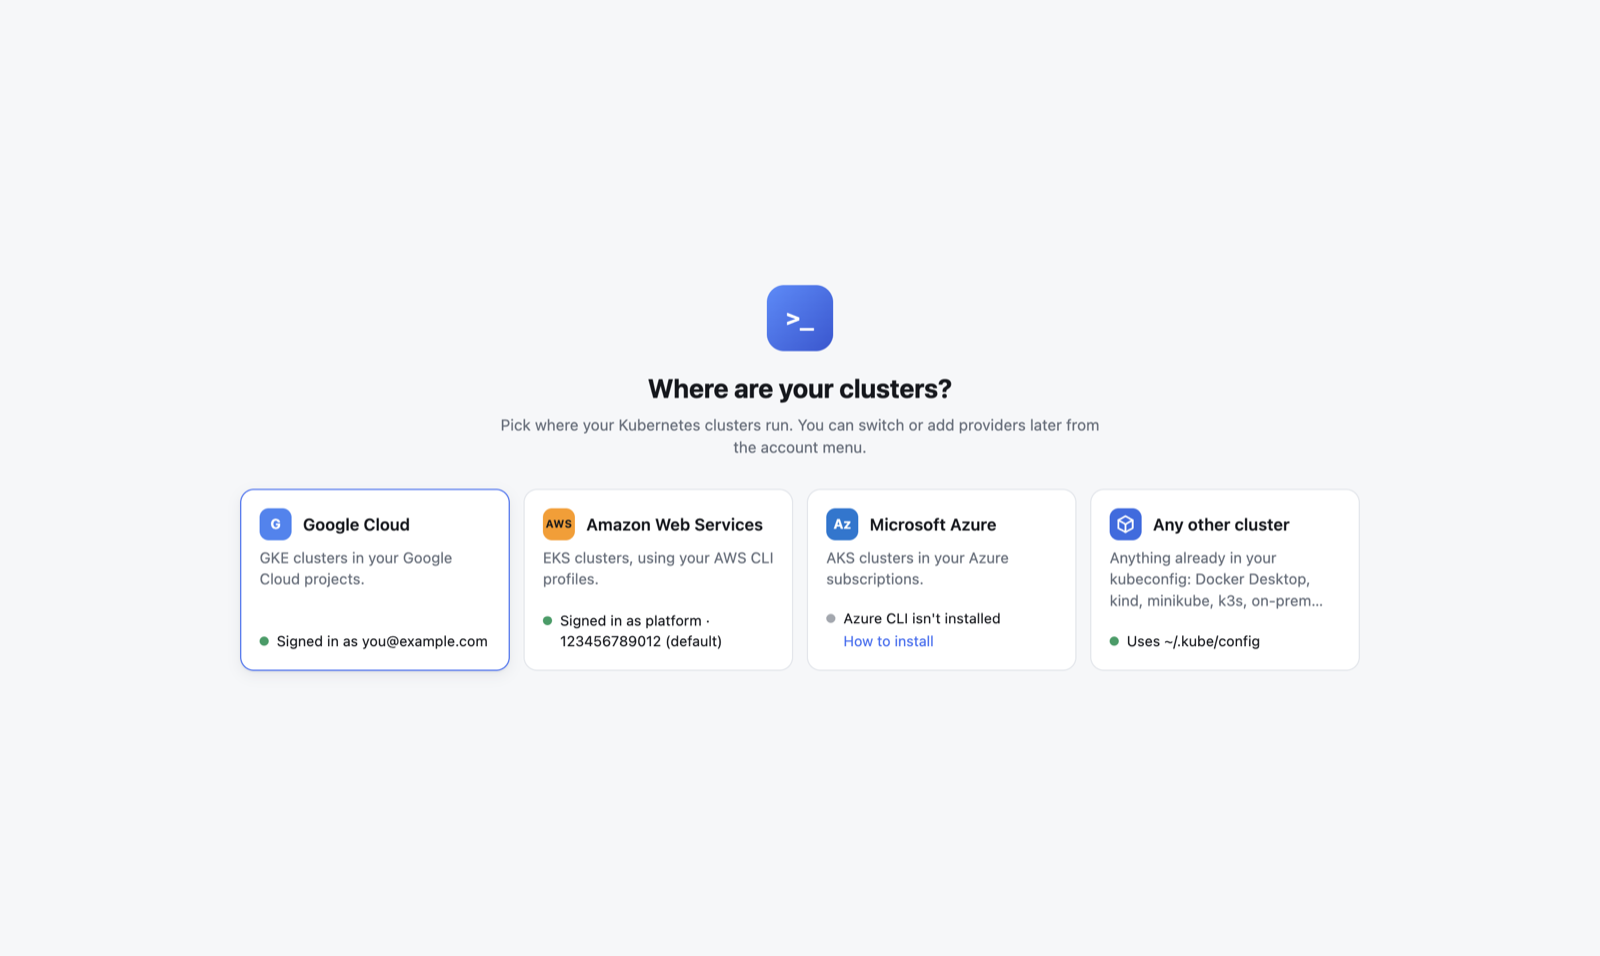 >_
Where are your clusters?
Pick where your Kubernetes clusters run. You can switch or add providers later from
the account menu.
G Google Cloud
GKE clusters in your Google
Cloud projects.
Signed in as you@example.com
AWS Amazon Web Services
EKS clusters, using your AWS CLI
profiles.
Signed in as platform ·
123456789012 (default)
Az Microsoft Azure
AKS clusters in your Azure
subscriptions.
Azure CLI isn't installed
How to install
Any other cluster
Anything already in your
kubeconfig: Docker Desktop,
kind, minikube, k3s, on-prem...
Uses ~/.kube/config